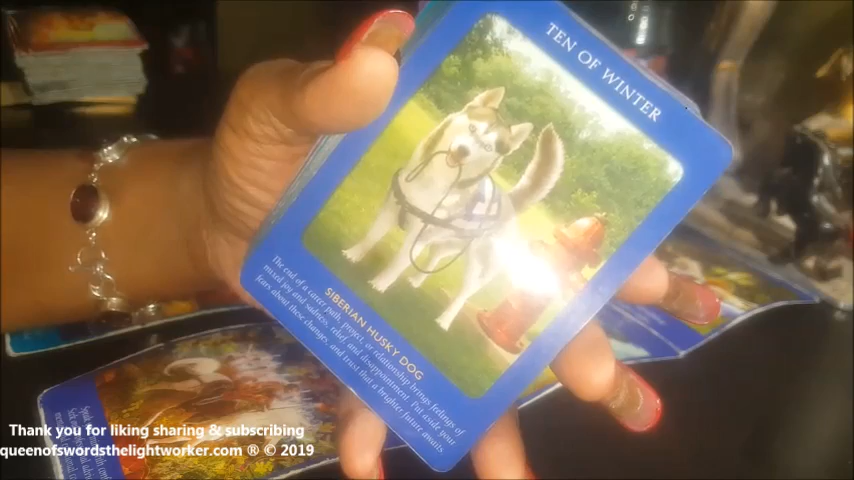 TEN OF WINTER
SIBERIAN HUSKY DOG
The end of a career path, project, or relationship brings feelings of
mixed joy and sadness, relief and disappointment. Put aside your
fears about these changes, and trust that a brighter future awaits.
Thank you for liking sharing & subscribing
queenofswordsthelightworker.com ® © 2019